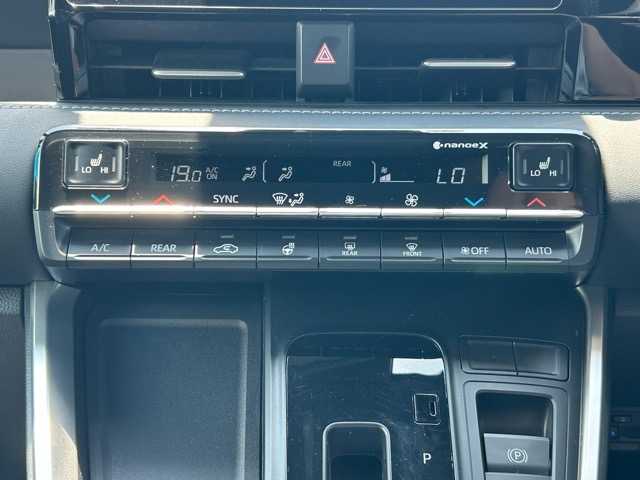 nanoeX
LO HI
19.0 A/C ON
REAR
LO
LO HI
SYNC
A/C REAR REAR FRONT OFF AUTO
P
P